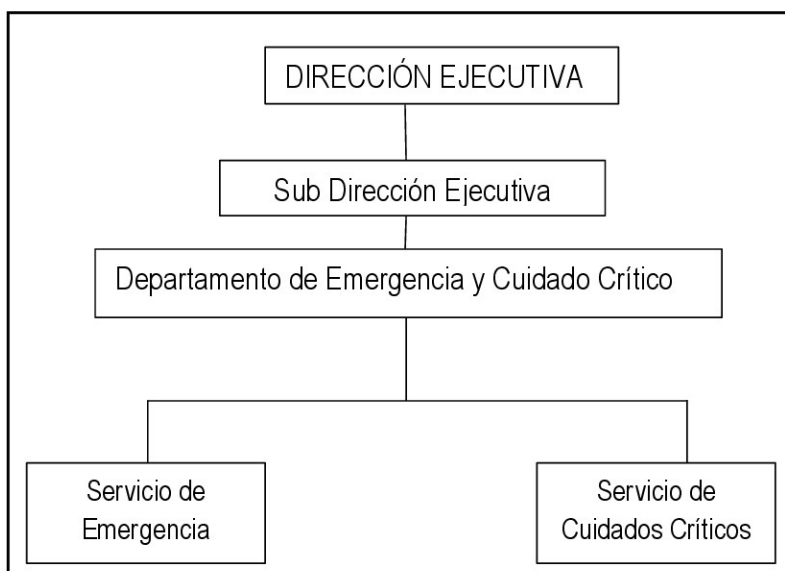 DIRECCIÓN EJECUTIVA
Sub Dirección Ejecutiva
Departamento de Emergencia y Cuidado Crítico
Servicio de
Emergencia
Servicio de
Cuidados Críticos